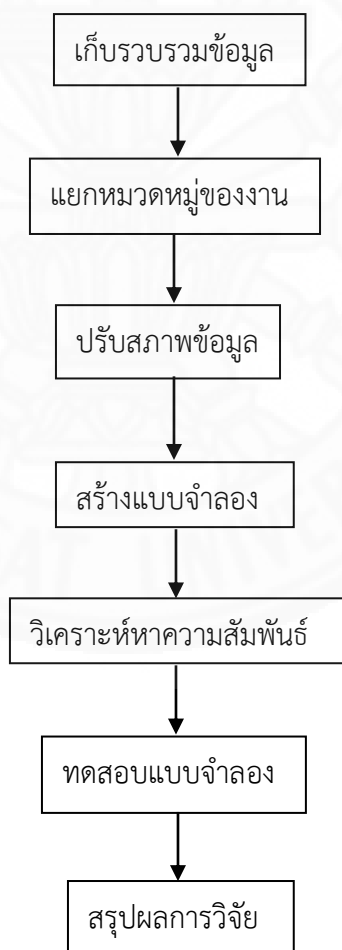 เก็บรวบรวมข้อมูล
แยกหมวดหมู่ของงาน
ปรับสภาพข้อมูล
สร้างแบบจำลอง
วิเคราะห์หาความสัมพันธ์
ทดสอบแบบจำลอง
สรุปผลการวิจัย